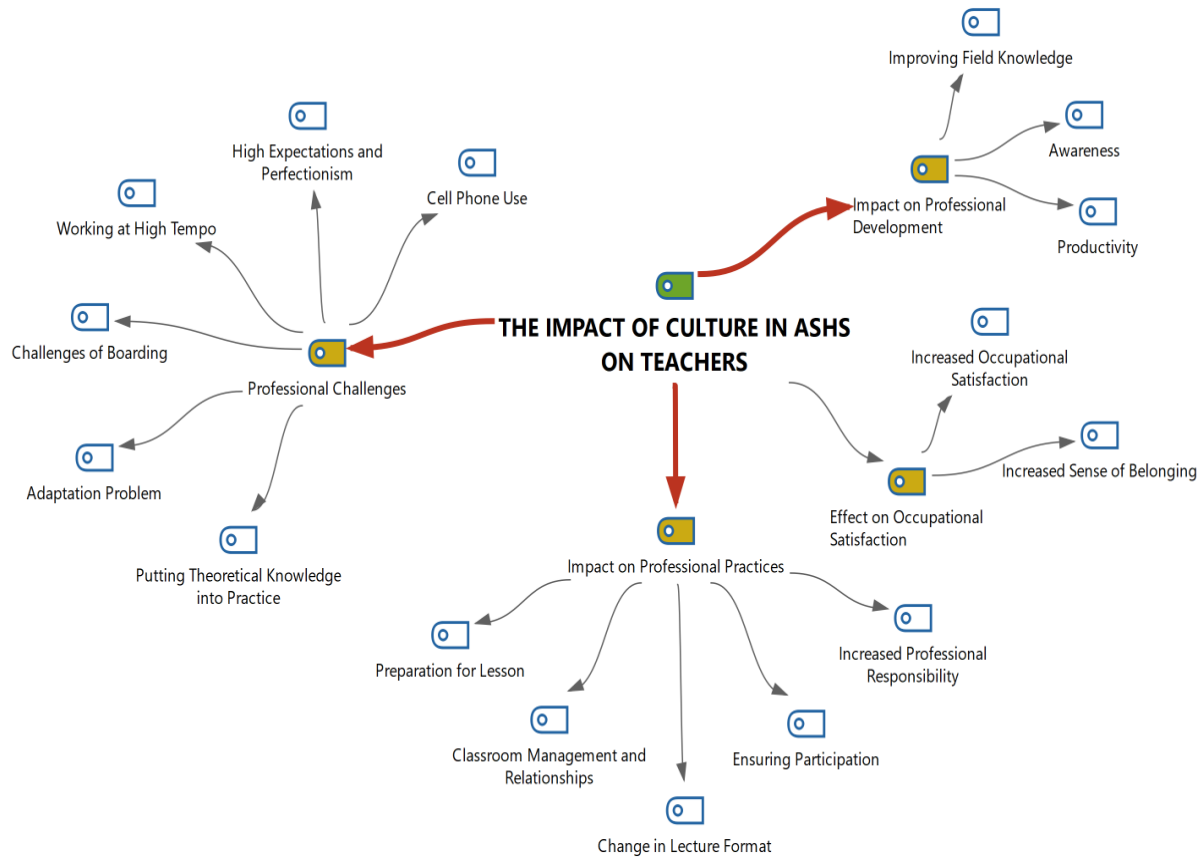 Improving Field Knowledge
Awareness
Impact on Professional
Development
Productivity
High Expectations and
Perfectionism
Cell Phone Use
Working at High Tempo
Challenges of Boarding
Professional Challenges
Adaptation Problem
Putting Theoretical Knowledge
into Practice
THE IMPACT OF CULTURE IN ASHS
ON TEACHERS
Increased Occupational
Satisfaction
Increased Sense of Belonging
Effect on Occupational
Satisfaction
Impact on Professional Practices
Preparation for Lesson
Classroom Management and
Relationships
Change in Lecture Format
Ensuring Participation
Increased Professional
Responsibility